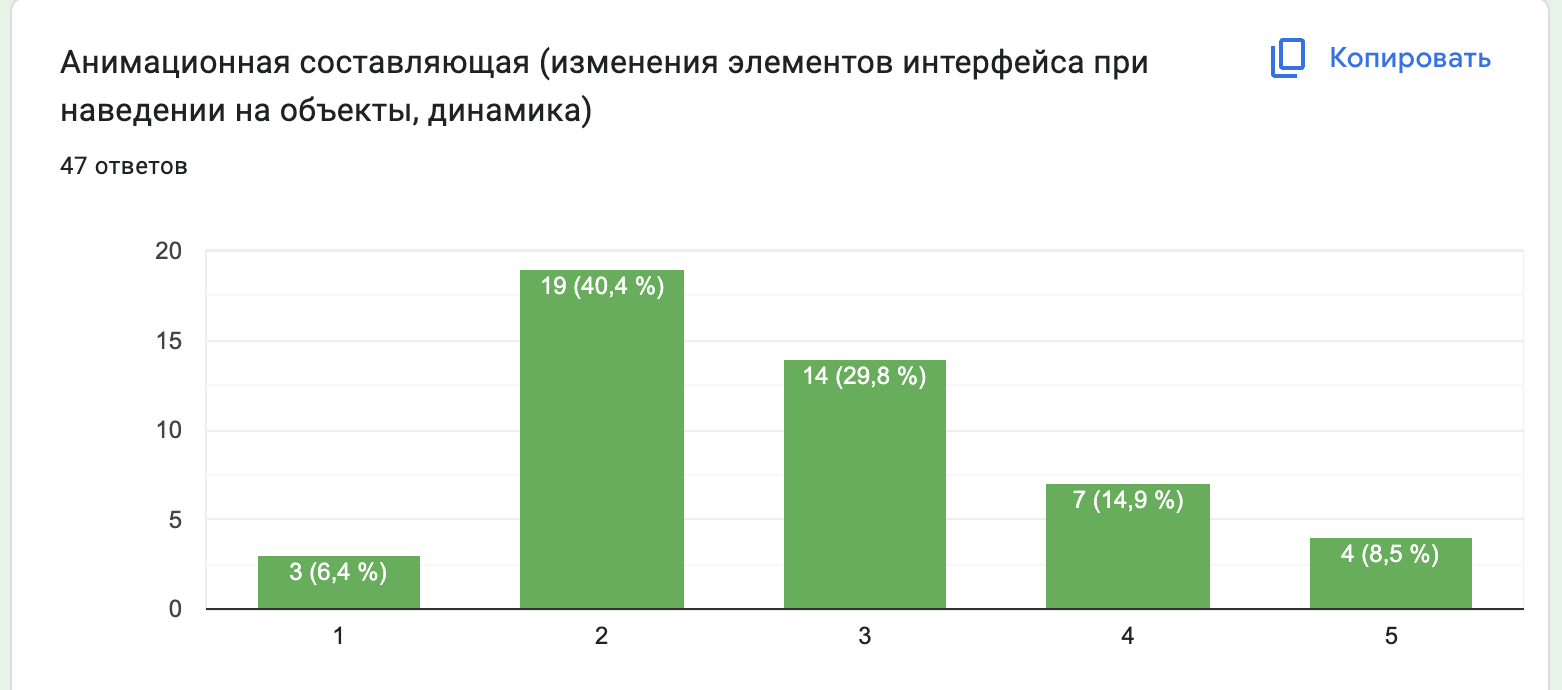 Анимационная составляющая (изменения элементов интерфейса при
наведении на объекты, динамика)
Копировать
47 ответов
20
15
10
5
0
3 (6,4 %)
19 (40,4 %)
14 (29,8 %)
7 (14,9 %)
4 (8,5 %)
1
2
3
4
5